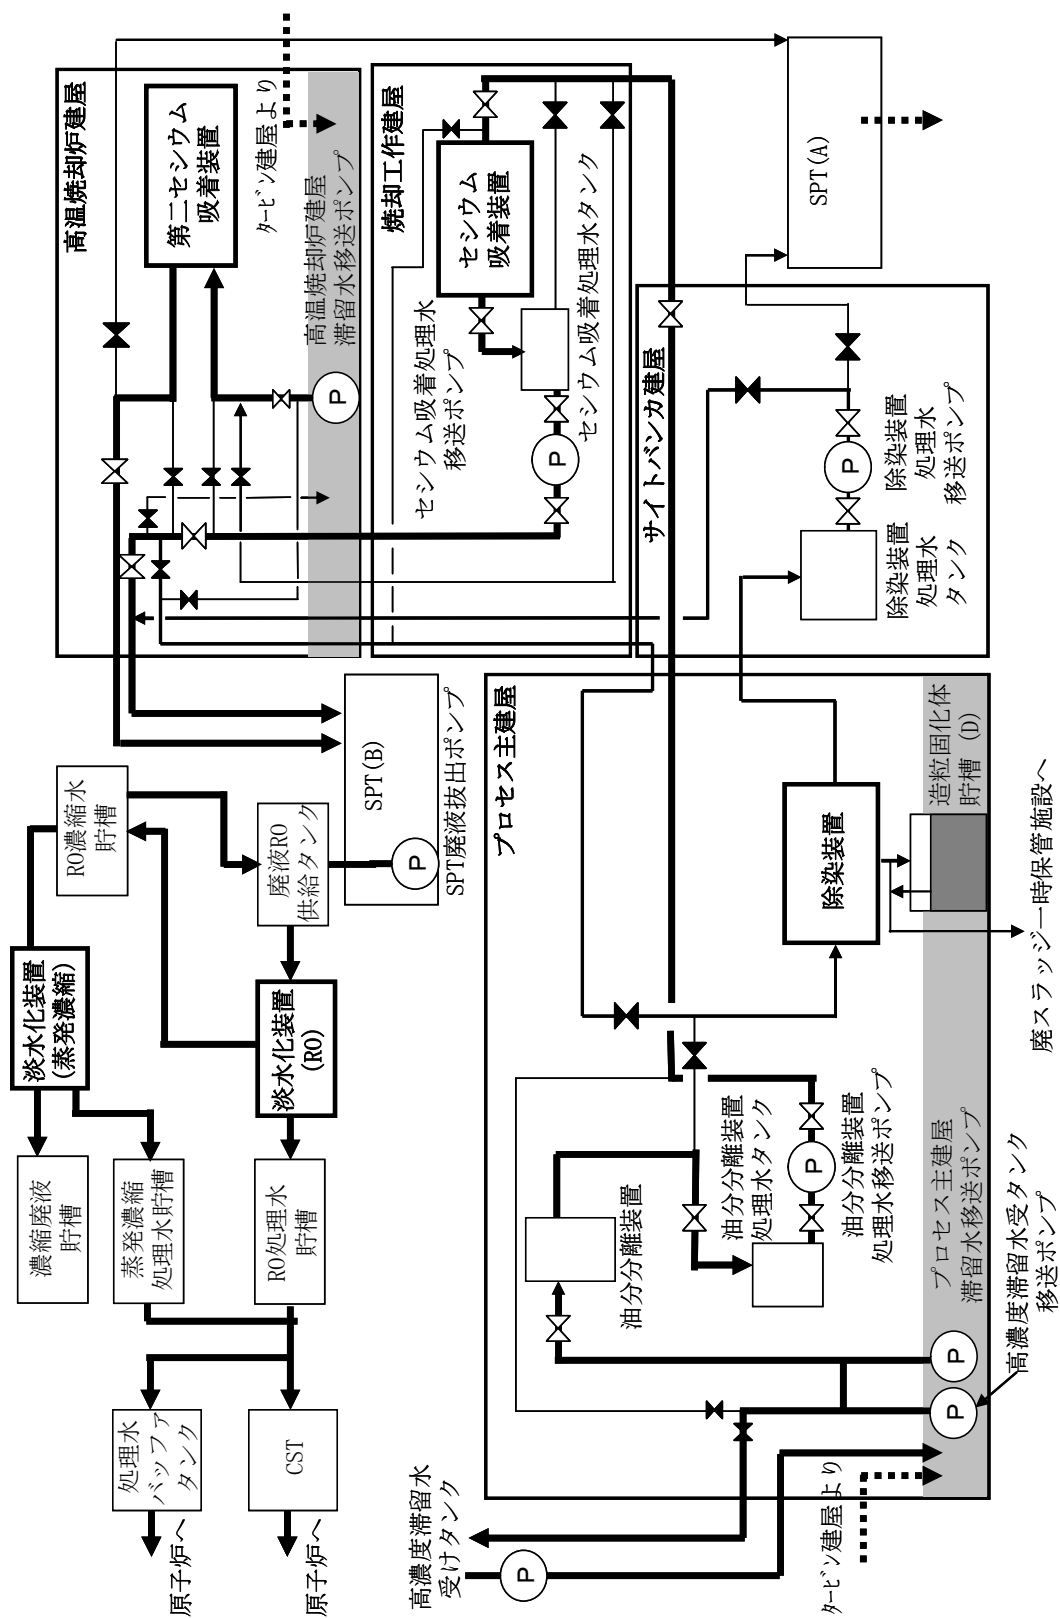 高温焼却炉建屋
第二セシウム
吸着装置
タービン建屋より
高温焼却炉建屋
滞留水移送ポンプ
P
焼却工作建屋
セシウム
吸着装置
セシウム吸着処理水
移送ポンプ
P
セシウム吸着処理水タンク
SPT(A)
サイトバンカ建屋
除染装置
処理水
移送ポンプ
P
除染装置
処理水
タンク
RO濃縮水
貯槽
廃液RO
供給タンク
SPT(B)
P
SPT廃液抜出ポンプ
プロセス主建屋
除染装置
造粒固化体
貯槽 (D)
廃スラッジ一時保管施設へ
淡水化装置
(蒸発濃縮)
淡水化装置
(RO)
濃縮廃液
貯槽
蒸発濃縮
処理水貯槽
RO処理水
貯槽
油分分離装置
油分分離装置
処理水タンク
P
油分分離装置
処理水移送ポンプ
プロセス主建屋
滞留水移送ポンプ
P
P
高濃度滞留水受タンク
移送ポンプ
処理水
バッファ
タンク
CST
原子炉へ
原子炉へ
高濃度滞留水
受けタンク
P
タービン建屋より